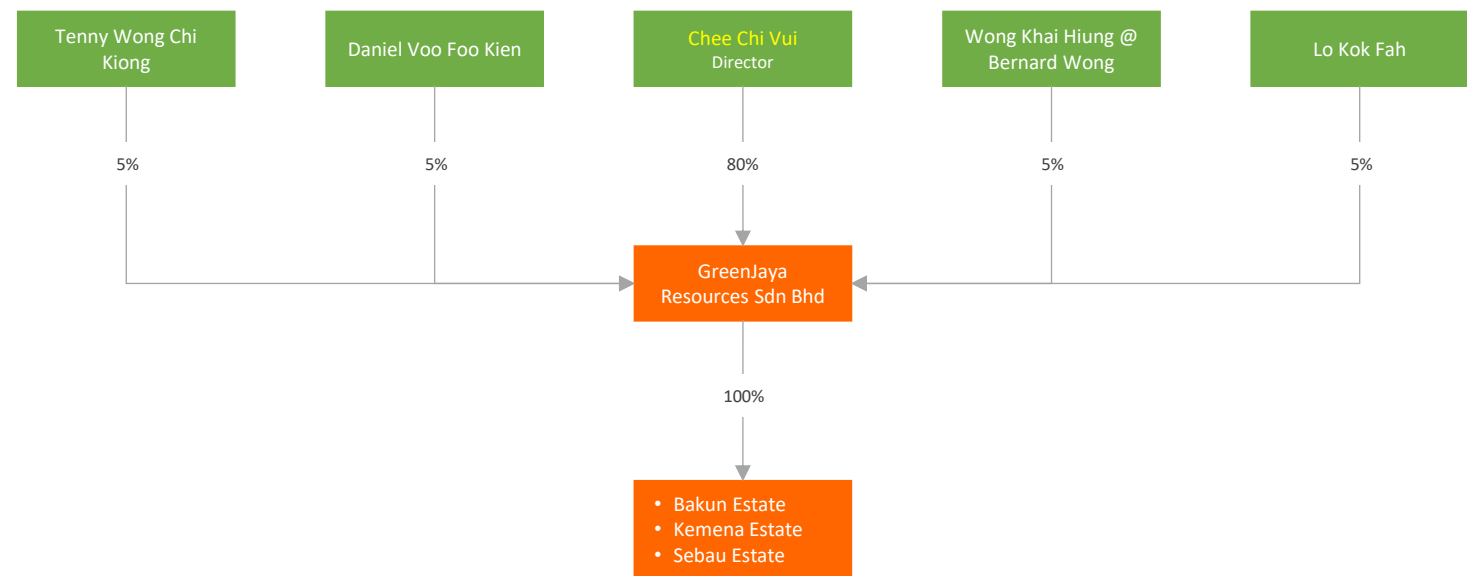 Tenny Wong Chi
Kiong
Daniel Voo Foo Kien
Chee Chi Vui
Director
Wong Khai Hiung @
Bernard Wong
Lo Kok Fah
5%
5%
80%
5%
5%
GreenJaya
Resources Sdn Bhd
100%
• Bakun Estate
• Kemena Estate
• Sebau Estate